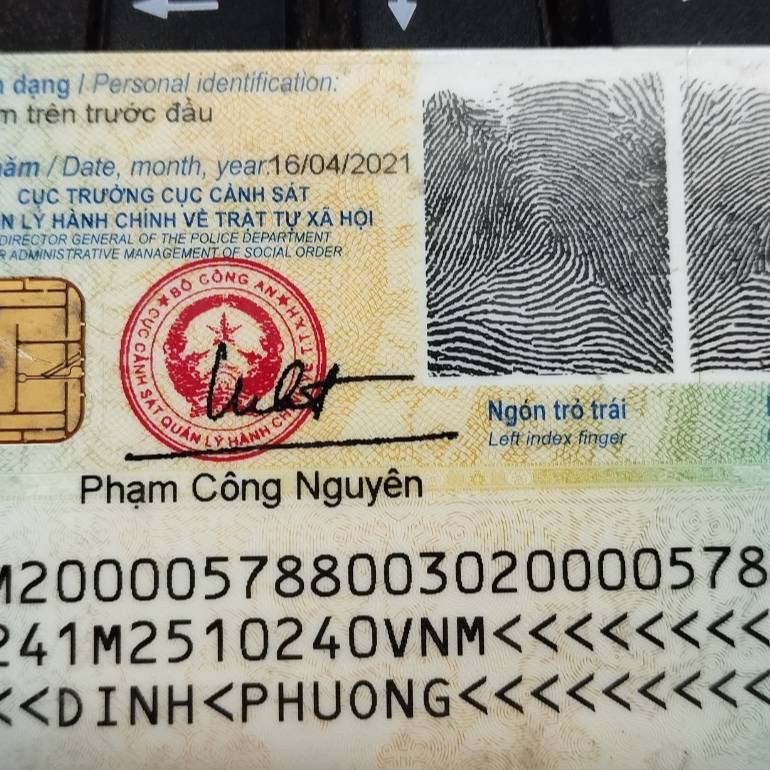 dạng / Personal identification:
trên trước đầu
năm / Date, month, year: 16/04/2021
CỤC TRƯỞNG CỤC CẢNH SÁT
N LÝ HÀNH CHÍNH VỀ TRẬT TỰ XÃ HỘI
DIRECTOR GENERAL OF THE POLICE DEPARTMENT
R ADMINISTRATIVE MANAGEMENT OF SOCIAL ORDER
BỘ CÔNG AN
CỤC CẢNH SÁT QUẢN LÝ HÀNH CH
Ngón trỏ trái
Left index finger
Phạm Công Nguyên
M200005788003020000578
241M2510240VNM<<<<<<<<
<<DINH<PHUONG<<<<<<<<<